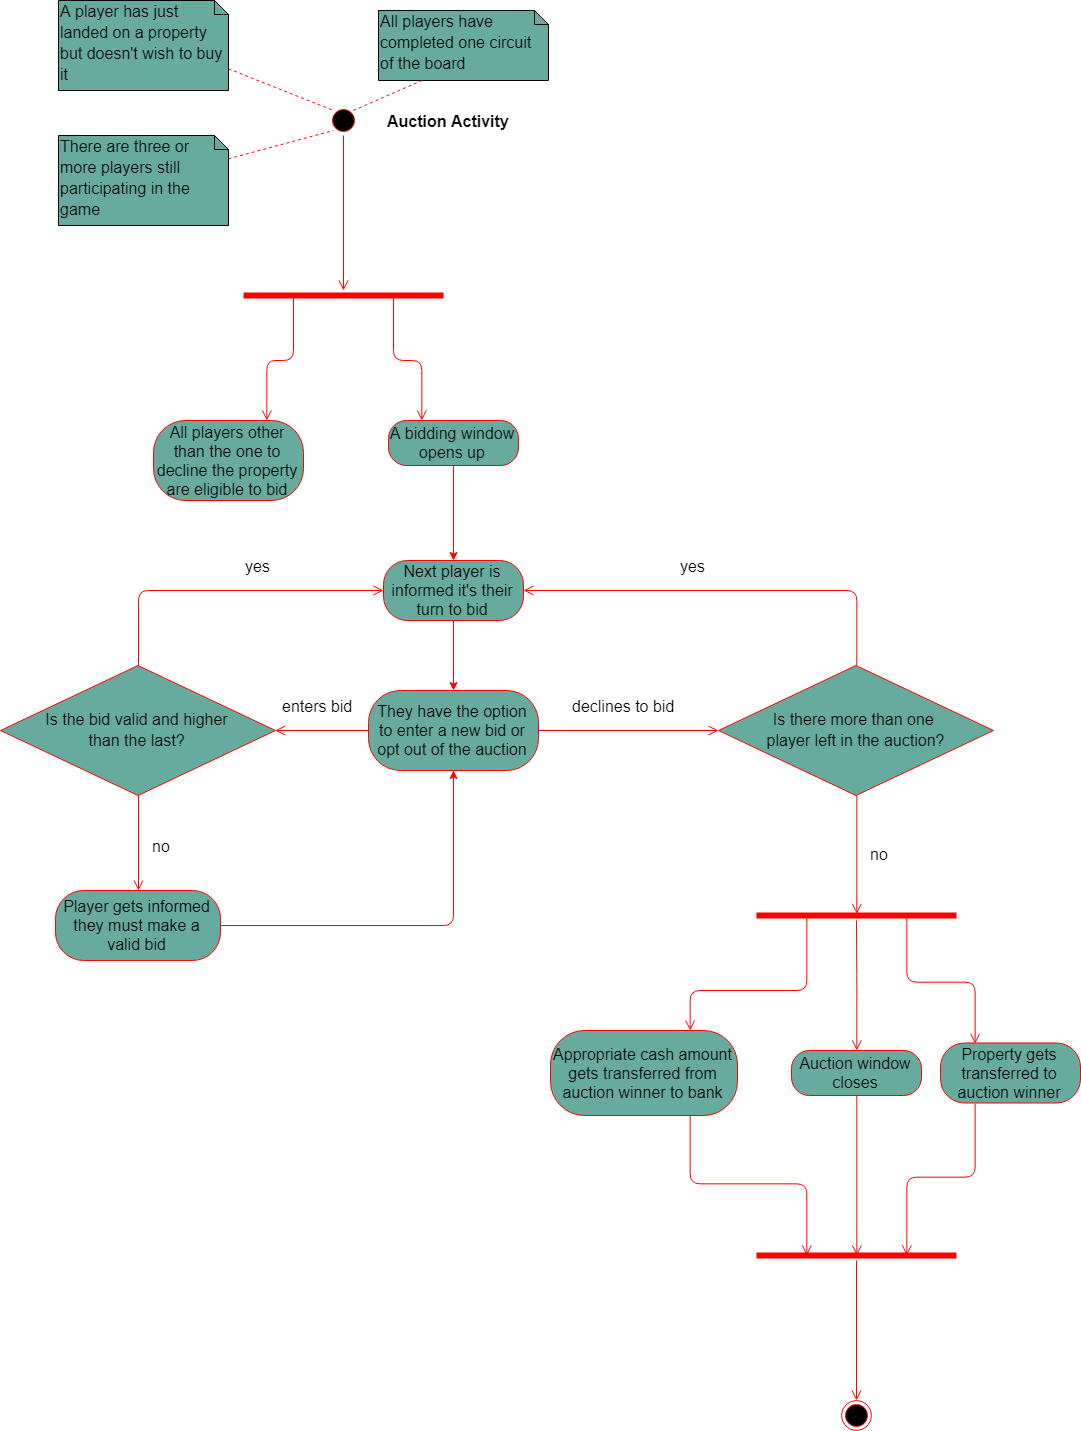 A player has just
landed on a property
but doesn't wish to buy
it
All players have
completed one circuit
of the board
Auction Activity
There are three or
more players still
participating in the
game
All players other
than the one to
decline the property
are eligible to bid
A bidding window
opens up
yes
Next player is
informed it's their
turn to bid
yes
Is the bid valid and higher
than the last?
enters bid
They have the option
to enter a new bid or
opt out of the auction
declines to bid
Is there more than one
player left in the auction?
no
no
Player gets informed
they must make a
valid bid
Appropriate cash amount
gets transferred from
auction winner to bank
Auction window
closes
Property gets
transferred to
auction winner